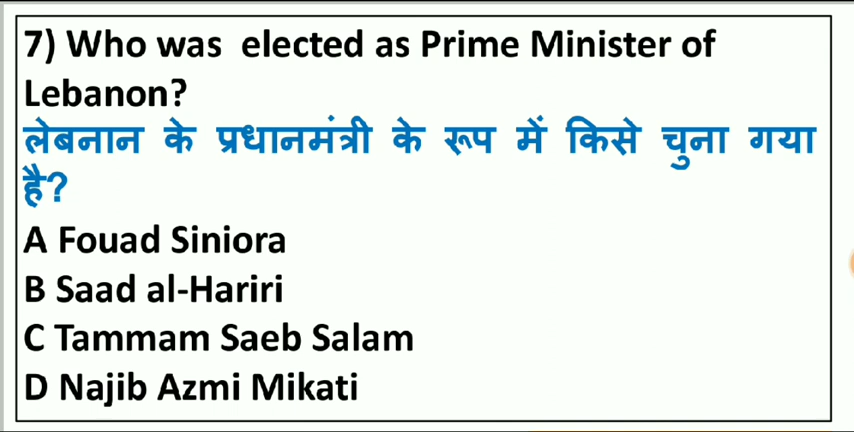 7) Who was elected as Prime Minister of
Lebanon?
लेबनान के प्रधानमंत्री के रूप में किसे चुना गया
है?
A Fouad Siniora
B Saad al-Hariri
C Tammam Saeb Salam
D Najib Azmi Mikati